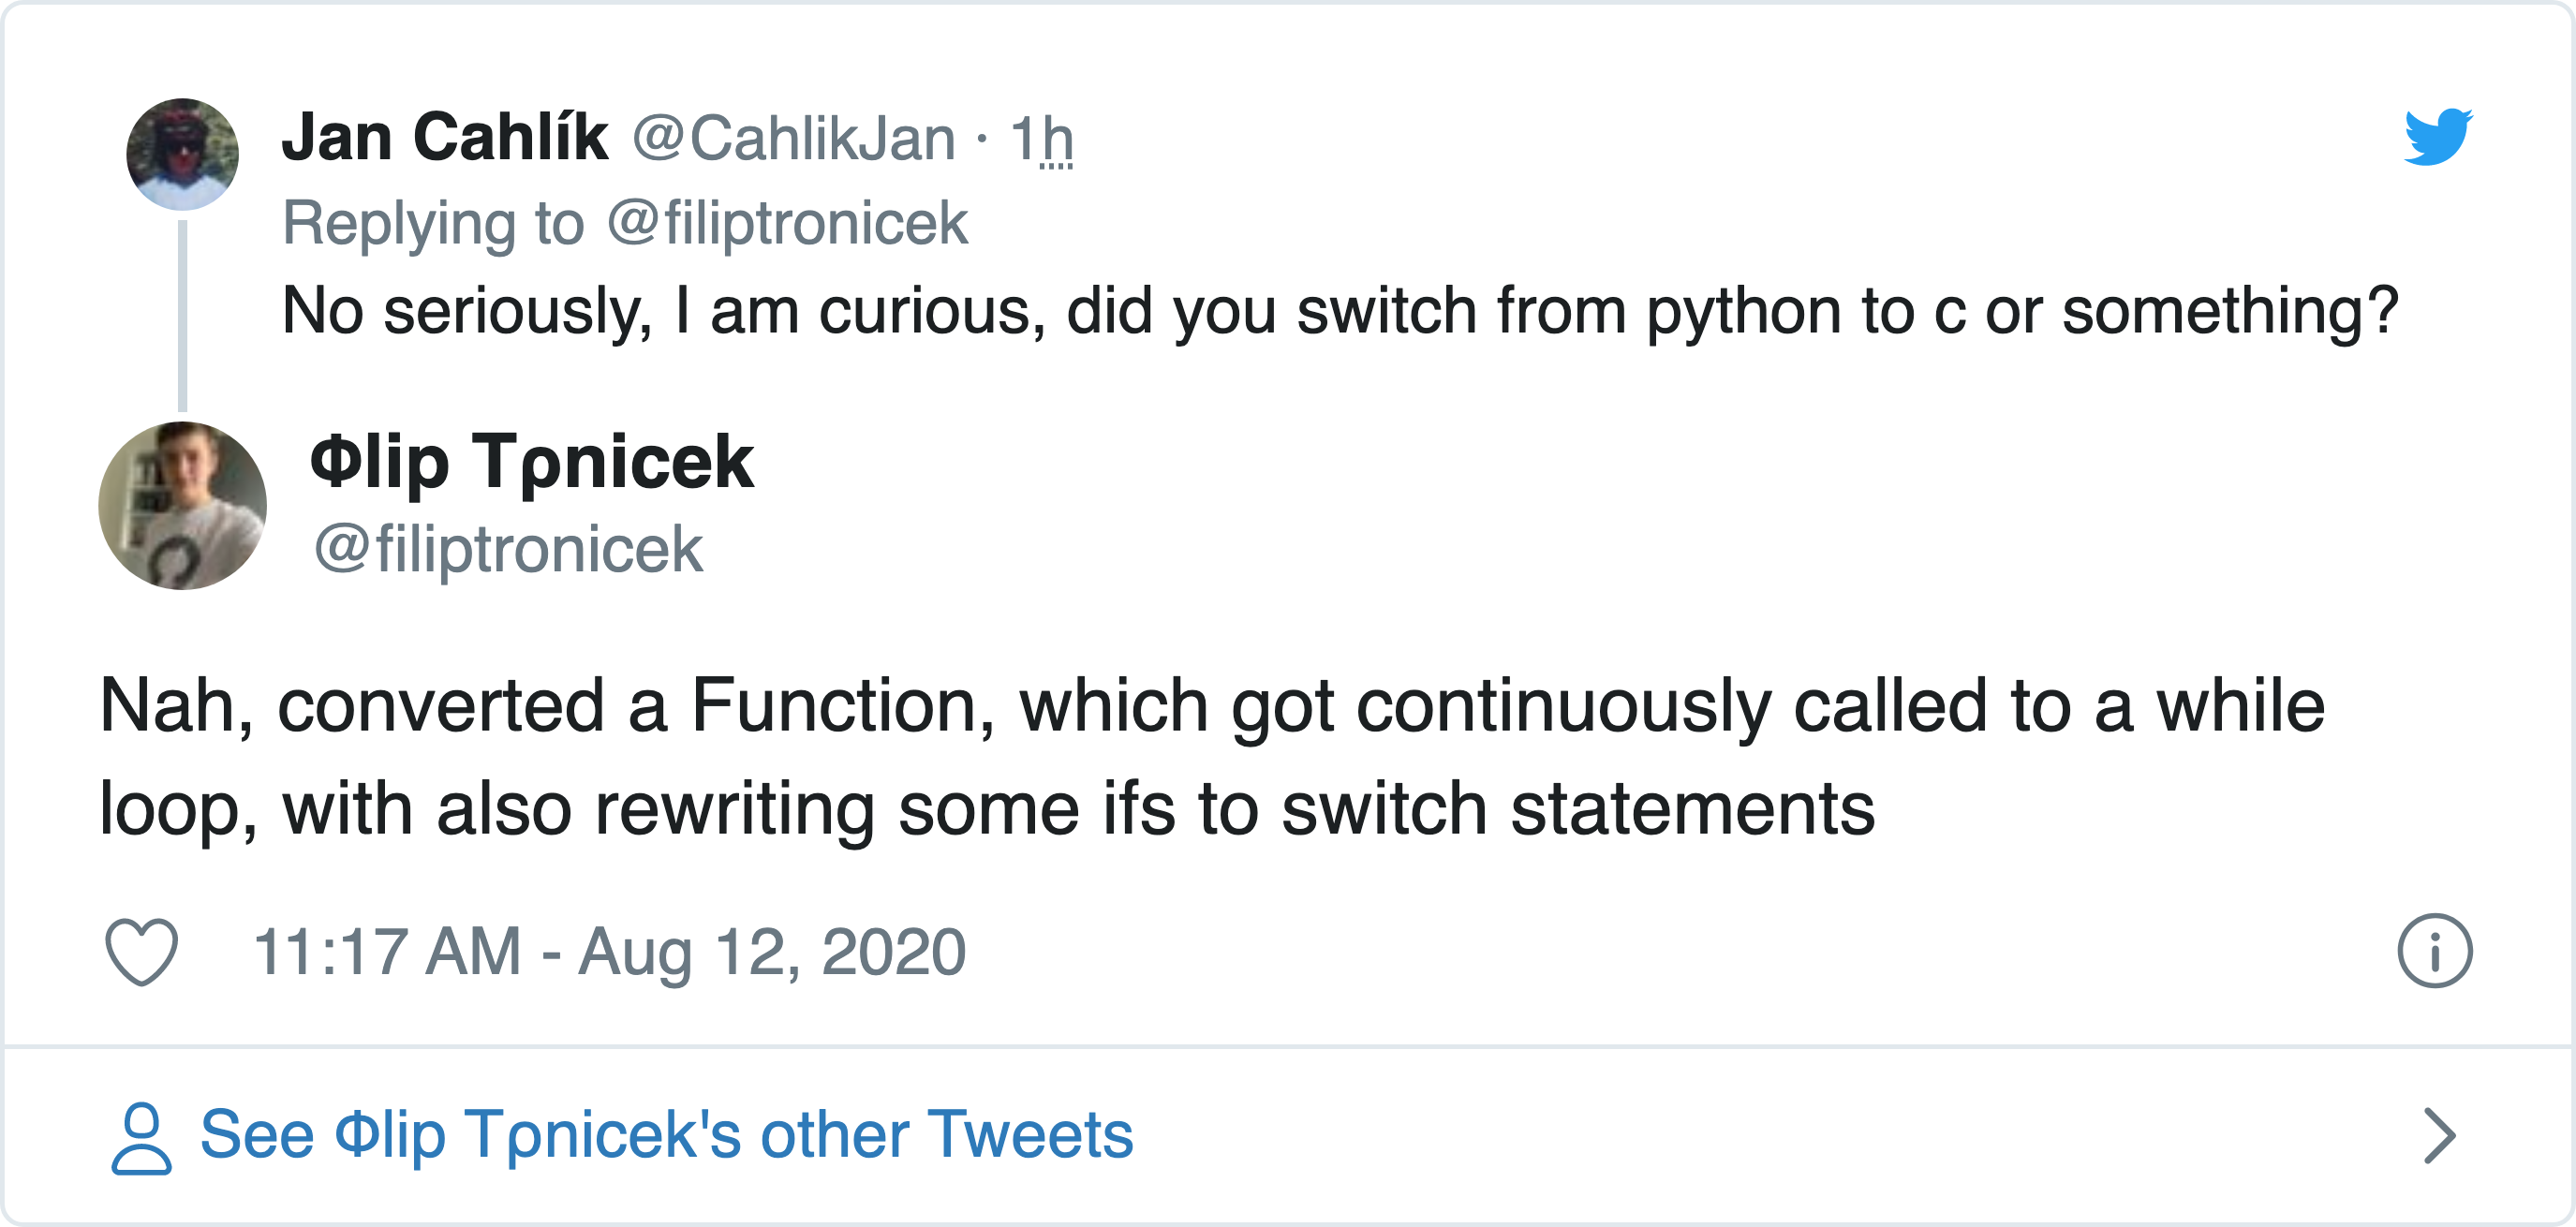 Jan Cahlík @CahlikJan · 1h
Replying to @filiptronicek
No seriously, I am curious, did you switch from python to c or something?
Φlip Tρnicek
@filiptronicek
Nah, converted a Function, which got continuously called to a while
loop, with also rewriting some ifs to switch statements
11:17 AM - Aug 12, 2020
See Φlip Tρnicek's other Tweets